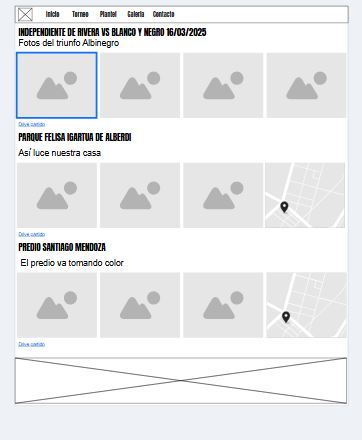 Inicio Torneo Plantel Galeria Contacto
INDEPENDIENTE DE RIVERA VS BLANCO Y NEGRO 16/03/2025
Fotos del triunfo Albinegro
Drive partido
PARQUE FELISA IGARTUA DE ALBERDI
Así luce nuestra casa
Drive partido
PREDIO SANTIAGO MENDOZA
El predio va tomando color
Drive partido